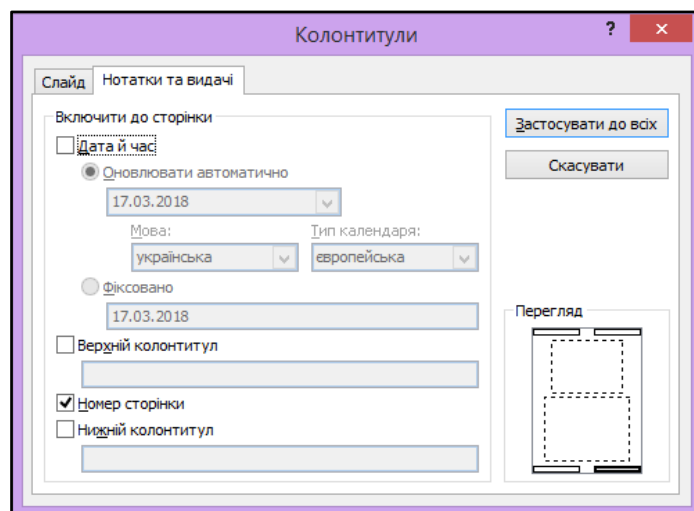 Колонтитули
?
Слайд
Нотатки та видачі
Включити до сторінки
Дата й час
Оновлювати автоматично
17.03.2018
Мова: Тип календаря:
українська європейська
Фіксовано
17.03.2018
Верхній колонтитул
Номер сторінки
Нижній колонтитул
Застосувати до всіх
Скасувати
Перегляд